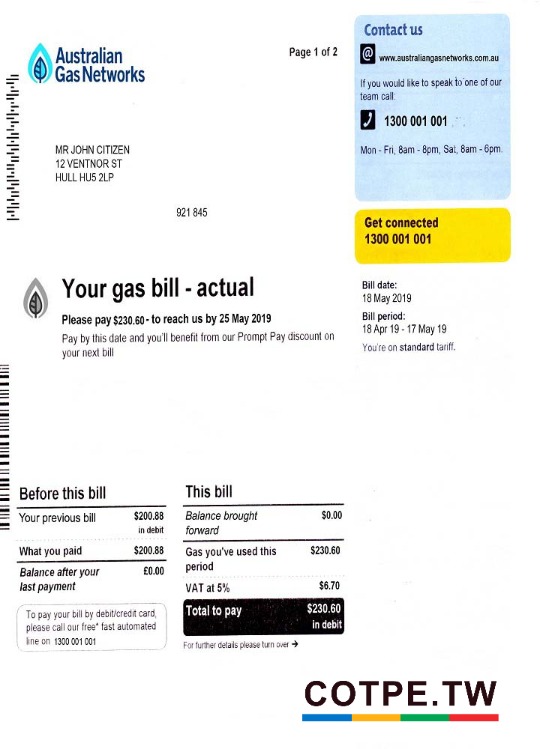 Australian
Gas Networks
Page 1 of 2
Contact us
@ www.australiangasnetworks.com.au
If you would like to speak to one of our
team call:
1300 001 001
Mon - Fri, 8am - 8pm, Sat, 8am - 6pm.
MR JOHN CITIZEN
12 VENTNOR ST
HULL HU5 2LP
921 845
Get connected
1300 001 001
Your gas bill - actual
Please pay $230.60 - to reach us by 25 May 2019
Pay by this date and you'll benefit from our Prompt Pay discount on
your next bill
Bill date:
18 May 2019
Bill period:
18 Apr 19 - 17 May 19
You're on standard tariff.
Before this bill
Your previous bill $200.88
in debit
What you paid $200.88
Balance after your £0.00
last payment
To pay your bill by debit/credit card,
please call our free* fast automated
line on 1300 001 001
This bill
Balance brought $0.00
forward
Gas you've used this $230.60
period
VAT at 5% $6.70
Total to pay $230.60
in debit
For further details please turn over →
COTPE.TW